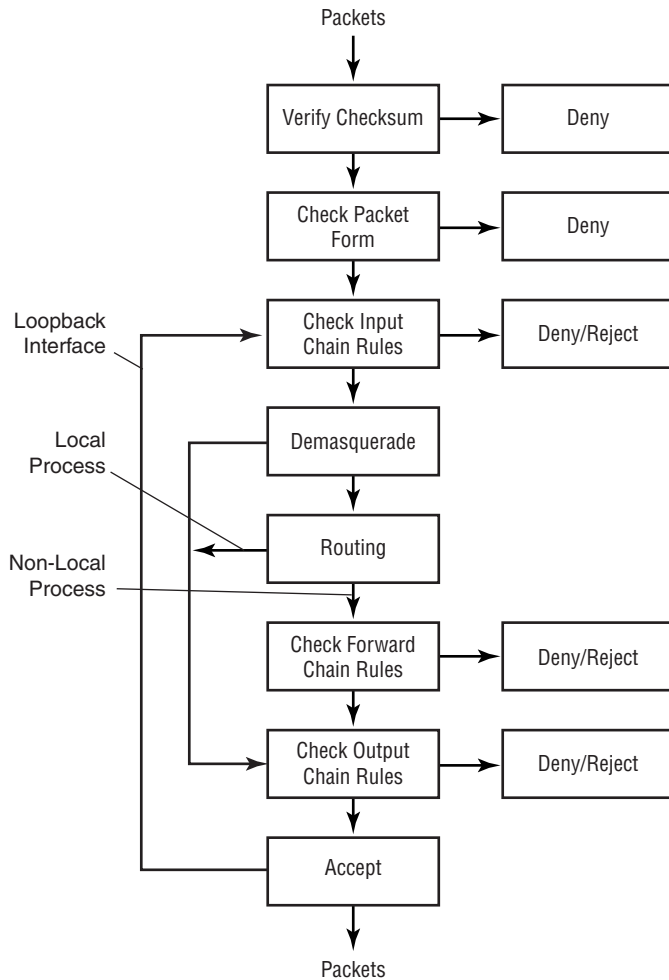 Packets
Verify Checksum
Deny
Check Packet
Form
Deny
Loopback
Interface
Check Input
Chain Rules
Deny/Reject
Local
Process
Demasquerade
Non-Local
Process
Routing
Check Forward
Chain Rules
Deny/Reject
Check Output
Chain Rules
Deny/Reject
Accept
Packets